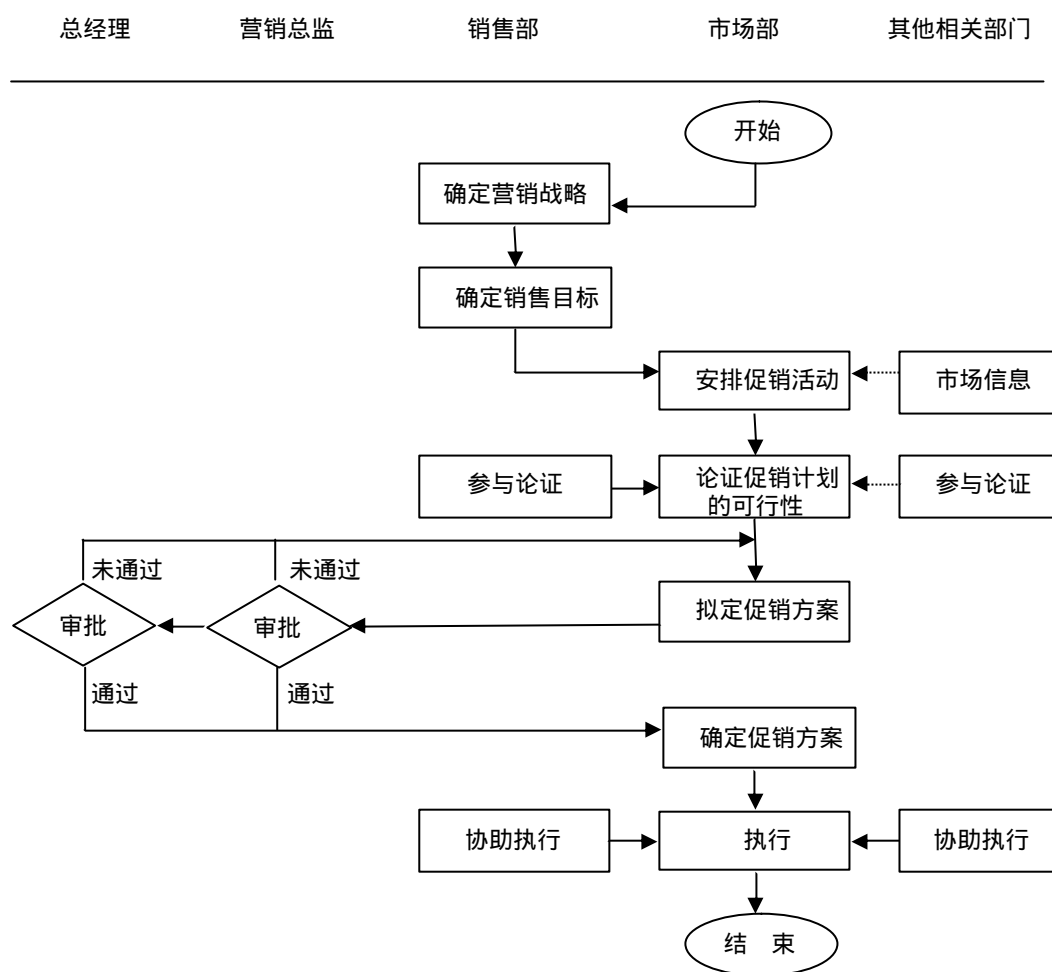 总经理
营销总监
销售部
市场部
其他相关部门
开始
确定营销战略
确定销售目标
安排促销活动
市场信息
参与论证
论证促销计划
的可行性
参与论证
未通过
未通过
审批
审批
拟定促销方案
通过
通过
确定促销方案
协助执行
执行
协助执行
结 束